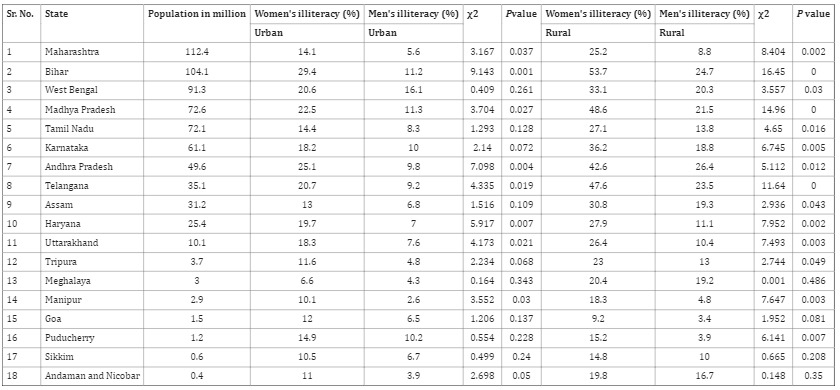 Sr. No. State Population in million Women's illiteracy (%) Men's illiteracy (%) χ2 Pvalue Women's illiteracy (%) Men's illiteracy (%) χ2 P value
Urban Urban Rural Rural
1 Maharashtra 112.4 14.1 5.6 3.167 0.037 25.2 8.8 8.404 0.002
2 Bihar 104.1 29.4 11.2 9.143 0.001 53.7 24.7 16.45 0
3 West Bengal 91.3 20.6 16.1 0.409 0.261 33.1 20.3 3.557 0.03
4 Madhya Pradesh 72.6 22.5 11.3 3.704 0.027 48.6 21.5 14.96 0
5 Tamil Nadu 72.1 14.4 8.3 1.293 0.128 27.1 13.8 4.65 0.016
6 Karnataka 61.1 18.2 10 2.14 0.072 36.2 18.8 6.745 0.005
7 Andhra Pradesh 49.6 25.1 9.8 7.098 0.004 42.6 26.4 5.112 0.012
8 Telangana 35.1 20.7 9.2 4.335 0.019 47.6 23.5 11.64 0
9 Assam 31.2 13 6.8 1.516 0.109 30.8 19.3 2.936 0.043
10 Haryana 25.4 19.7 7 5.917 0.007 27.9 11.1 7.952 0.002
11 Uttarakhand 10.1 18.3 7.6 4.173 0.021 26.4 10.4 7.493 0.003
12 Tripura 3.7 11.6 4.8 2.234 0.068 23 13 2.744 0.049
13 Meghalaya 3 6.6 4.3 0.164 0.343 20.4 19.2 0.001 0.486
14 Manipur 2.9 10.1 2.6 3.552 0.03 18.3 4.8 7.647 0.003
15 Goa 1.5 12 6.5 1.206 0.137 9.2 3.4 1.952 0.081
16 Puducherry 1.2 14.9 10.2 0.554 0.228 15.2 3.9 6.141 0.007
17 Sikkim 0.6 10.5 6.7 0.499 0.24 14.8 10 0.665 0.208
18 Andaman and Nicobar 0.4 11 3.9 2.698 0.05 19.8 16.7 0.148 0.35